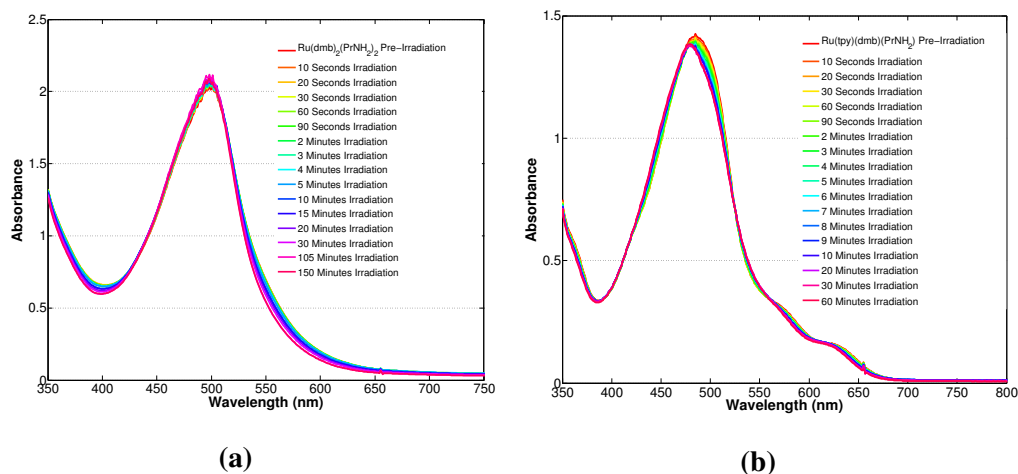 2.5
2
1.5
1
0.5
0
350 400 450 500 550 600 650 700 750
Absorbance
Wavelength (nm)
Ru(dmb)2(PrNH2)2 Pre−Irradiation
10 Seconds Irradiation
20 Seconds Irradiation
30 Seconds Irradiation
60 Seconds Irradiation
90 Seconds Irradiation
2 Minutes Irradiation
3 Minutes Irradiation
4 Minutes Irradiation
5 Minutes Irradiation
10 Minutes Irradiation
15 Minutes Irradiation
20 Minutes Irradiation
30 Minutes Irradiation
105 Minutes Irradiation
150 Minutes Irradiation
(a)
1.5
1
0.5
0
350 400 450 500 550 600 650 700 750 800
Absorbance
Wavelength (nm)
Ru(tpy)(dmb)(PrNH2) Pre−Irradiation
10 Seconds Irradiation
20 Seconds Irradiation
30 Seconds Irradiation
60 Seconds Irradiation
90 Seconds Irradiation
2 Minutes Irradiation
3 Minutes Irradiation
4 Minutes Irradiation
5 Minutes Irradiation
6 Minutes Irradiation
7 Minutes Irradiation
8 Minutes Irradiation
9 Minutes Irradiation
10 Minutes Irradiation
20 Minutes Irradiation
30 Minutes Irradiation
60 Minutes Irradiation
(b)